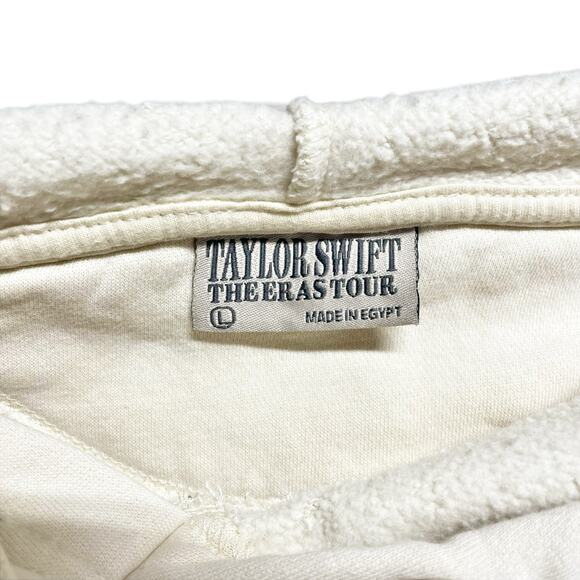 TAYLOR SWIFT
THE ERAS TOUR
L MADE IN EGYPT